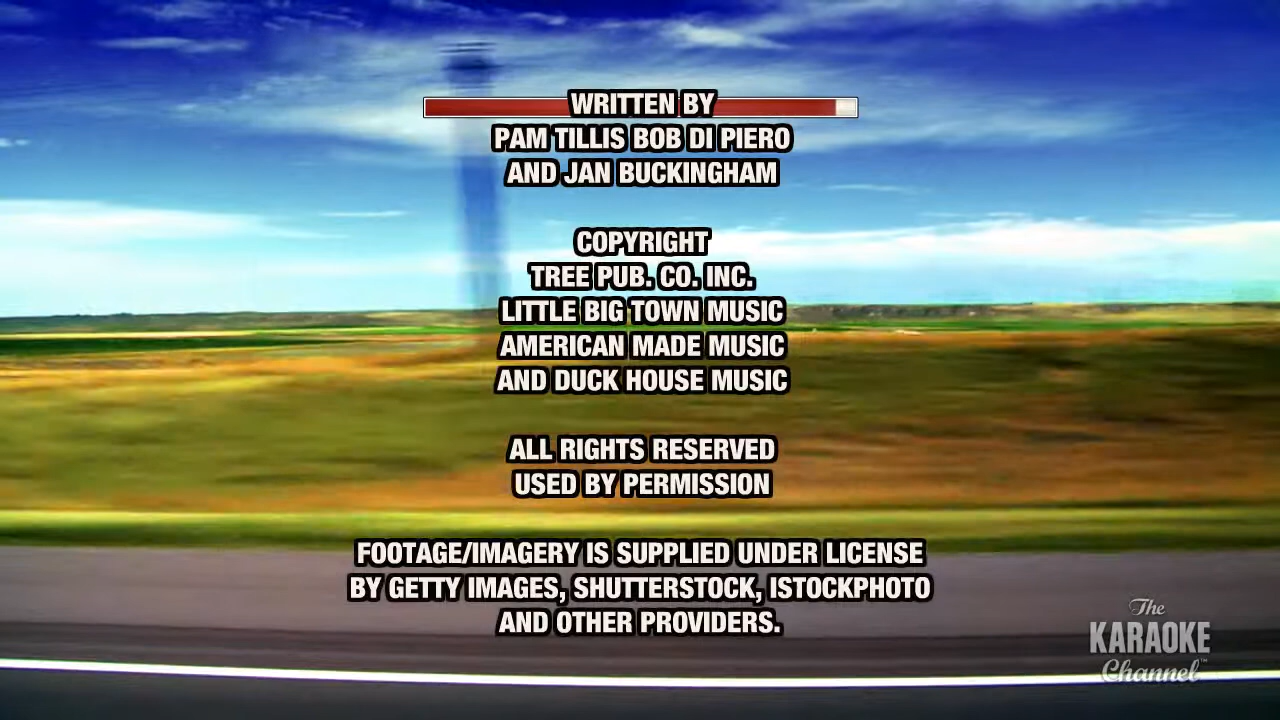 WRITTEN BY
PAM TILLIS BOB DI PIERO
AND JAN BUCKINGHAM
COPYRIGHT
TREE PUB. CO. INC.
LITTLE BIG TOWN MUSIC
AMERICAN MADE MUSIC
AND DUCK HOUSE MUSIC
ALL RIGHTS RESERVED
USED BY PERMISSION
FOOTAGE/IMAGERY IS SUPPLIED UNDER LICENSE
BY GETTY IMAGES, SHUTTERSTOCK, ISTOCKPHOTO
AND OTHER PROVIDERS.
The
KARAOKE
Channel™